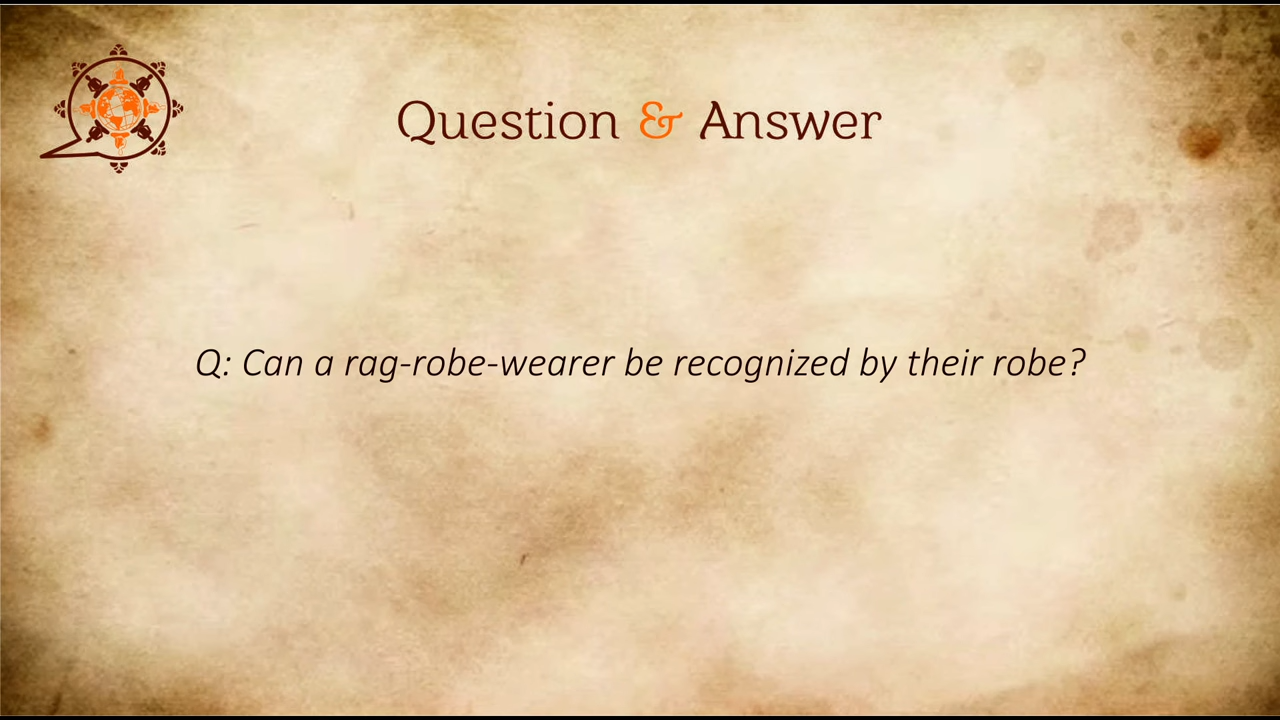 Question & Answer
Q: Can a rag-robe-wearer be recognized by their robe?